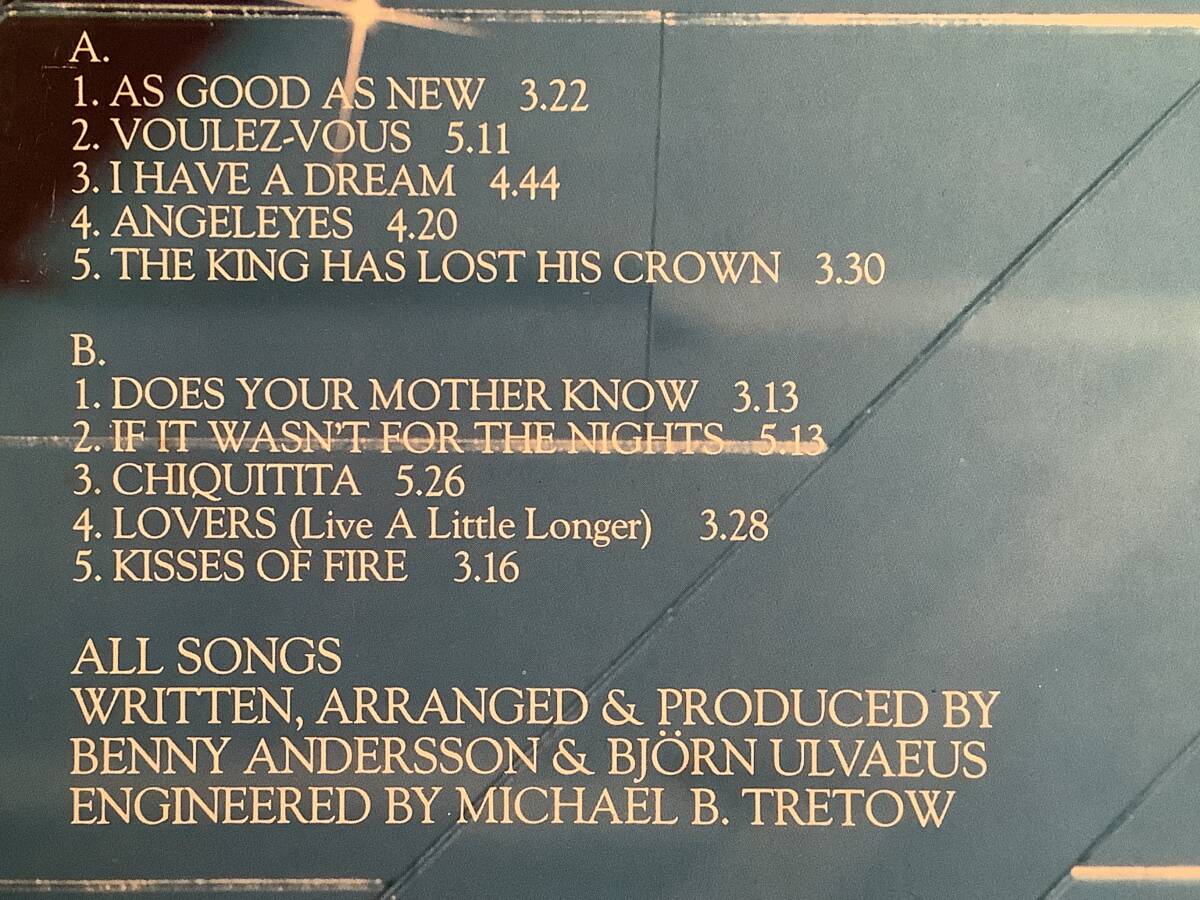 A.
1. AS GOOD AS NEW 3.22
2. VOULEZ-VOUS 5.11
3. I HAVE A DREAM 4.44
4. ANGELEYES 4.20
5. THE KING HAS LOST HIS CROWN 3.30
B.
1. DOES YOUR MOTHER KNOW 3.13
2. IF IT WASN'T FOR THE NIGHTS 5.13
3. CHIQUITITA 5.26
4. LOVERS (Live A Little Longer) 3.28
5. KISSES OF FIRE 3.16
ALL SONGS
WRITTEN, ARRANGED & PRODUCED BY
BENNY ANDERSSON & BJÖRN ULVAEUS
ENGINEERED BY MICHAEL B. TRETOW